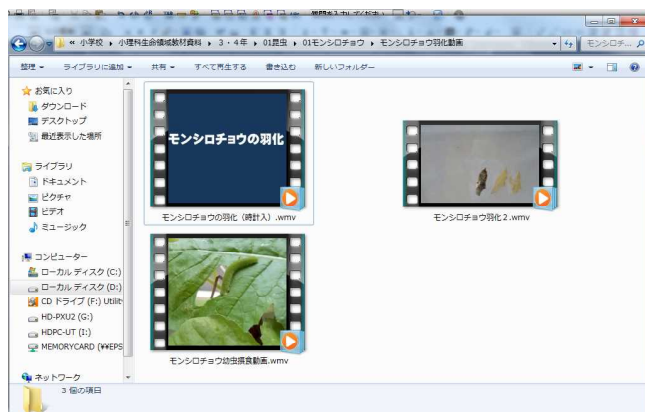 « 小学校 ▸ 小理科生命領域教材資料 ▸ 3・4年 ▸ 01昆虫 ▸ 01モンシロチョウ ▸ モンシロチョウ羽化動画
モンシロチ...
整理 ライブラリに追加 共有 すべて再生する 書き込む 新しいフォルダー
お気に入り
ダウンロード
デスクトップ
最近表示した場所
ライブラリ
ドキュメント
ピクチャ
ビデオ
ミュージック
コンピューター
ローカル ディスク (C:)
ローカル ディスク (D:)
CD ドライブ (F:) Utility
HD-PXU2 (G:)
HDPC-UT (I:)
MEMORYCARD (¥¥EPS
ネットワーク
モンシロチョウの羽化
モンシロチョウの羽化（時計入）.wmv
モンシロチョウ羽化２.wmv
モンシロチョウ幼虫摂食動画.wmv
3 個の項目